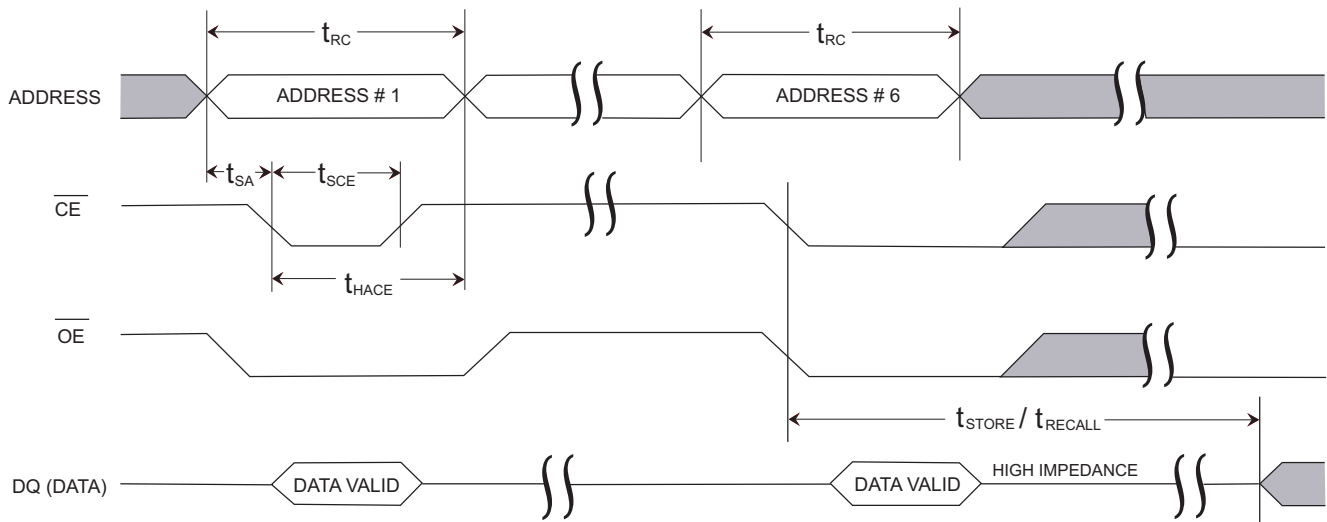 tRC
tRC
ADDRESS
ADDRESS # 1
ADDRESS # 6
tSA
tSCE
CE
tHACE
OE
tSTORE / tRECALL
DQ (DATA)
DATA VALID
DATA VALID
HIGH IMPEDANCE